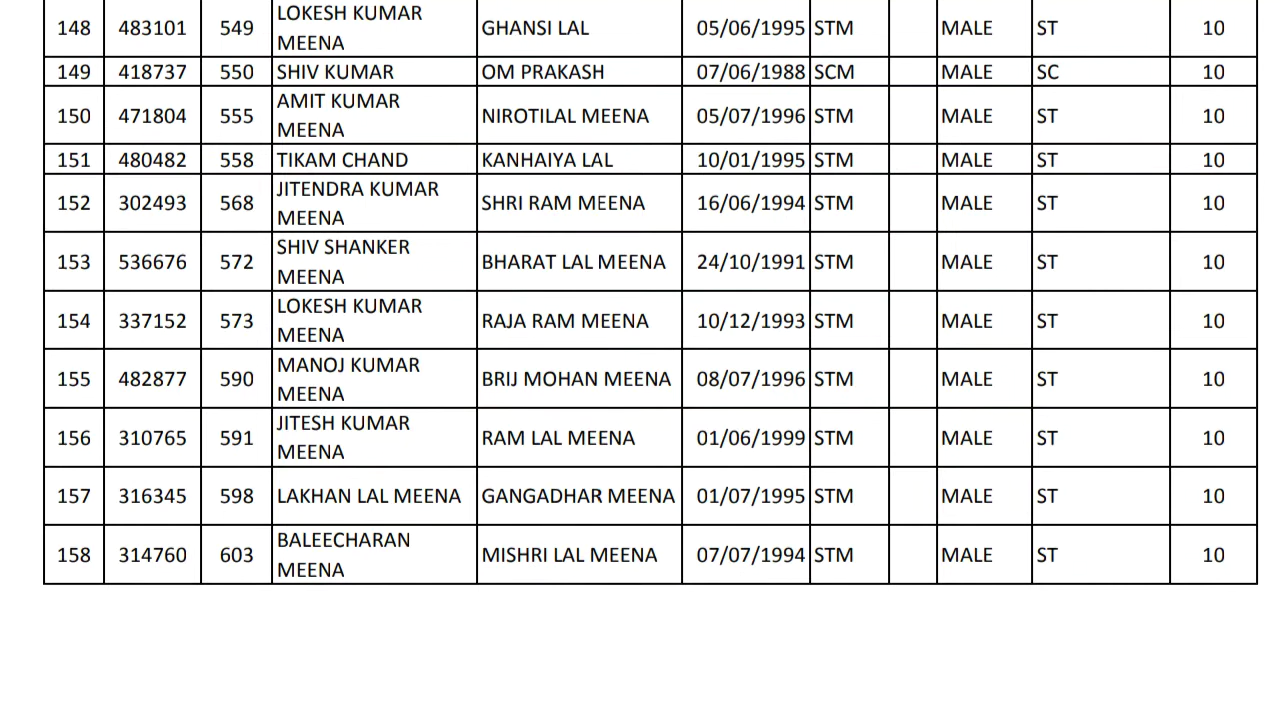 148 483101 549 LOKESH KUMAR MEENA GHANSI LAL 05/06/1995 STM MALE ST 10
149 418737 550 SHIV KUMAR OM PRAKASH 07/06/1988 SCM MALE SC 10
150 471804 555 AMIT KUMAR MEENA NIROTILAL MEENA 05/07/1996 STM MALE ST 10
151 480482 558 TIKAM CHAND KANHAIYA LAL 10/01/1995 STM MALE ST 10
152 302493 568 JITENDRA KUMAR MEENA SHRI RAM MEENA 16/06/1994 STM MALE ST 10
153 536676 572 SHIV SHANKER MEENA BHARAT LAL MEENA 24/10/1991 STM MALE ST 10
154 337152 573 LOKESH KUMAR MEENA RAJA RAM MEENA 10/12/1993 STM MALE ST 10
155 482877 590 MANOJ KUMAR MEENA BRIJ MOHAN MEENA 08/07/1996 STM MALE ST 10
156 310765 591 JITESH KUMAR MEENA RAM LAL MEENA 01/06/1999 STM MALE ST 10
157 316345 598 LAKHAN LAL MEENA GANGADHAR MEENA 01/07/1995 STM MALE ST 10
158 314760 603 BALEECHARAN MEENA MISHRI LAL MEENA 07/07/1994 STM MALE ST 10